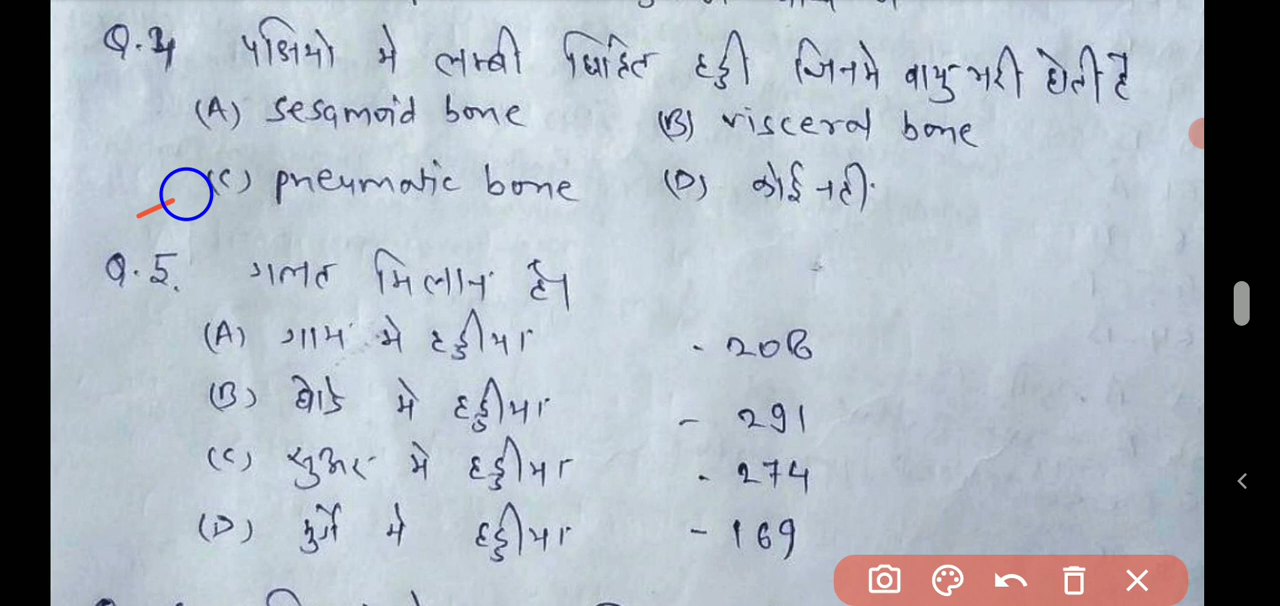 Q.4 पक्षियो मे लम्बी छिद्रित हड्डी जिनमे वायु भरी होती है
(A) sesamoid bone (B) visceral bone
(C) pneumatic bone (D) कोई नही.
Q.5. गलत मिलान है।
(A) गाय मे हड्डीया - 206
(B) घोडे मे हड्डीया - 291
(C) सुअर मे हड्डीया - 274
(D) मुर्गे मे हड्डीया - 169